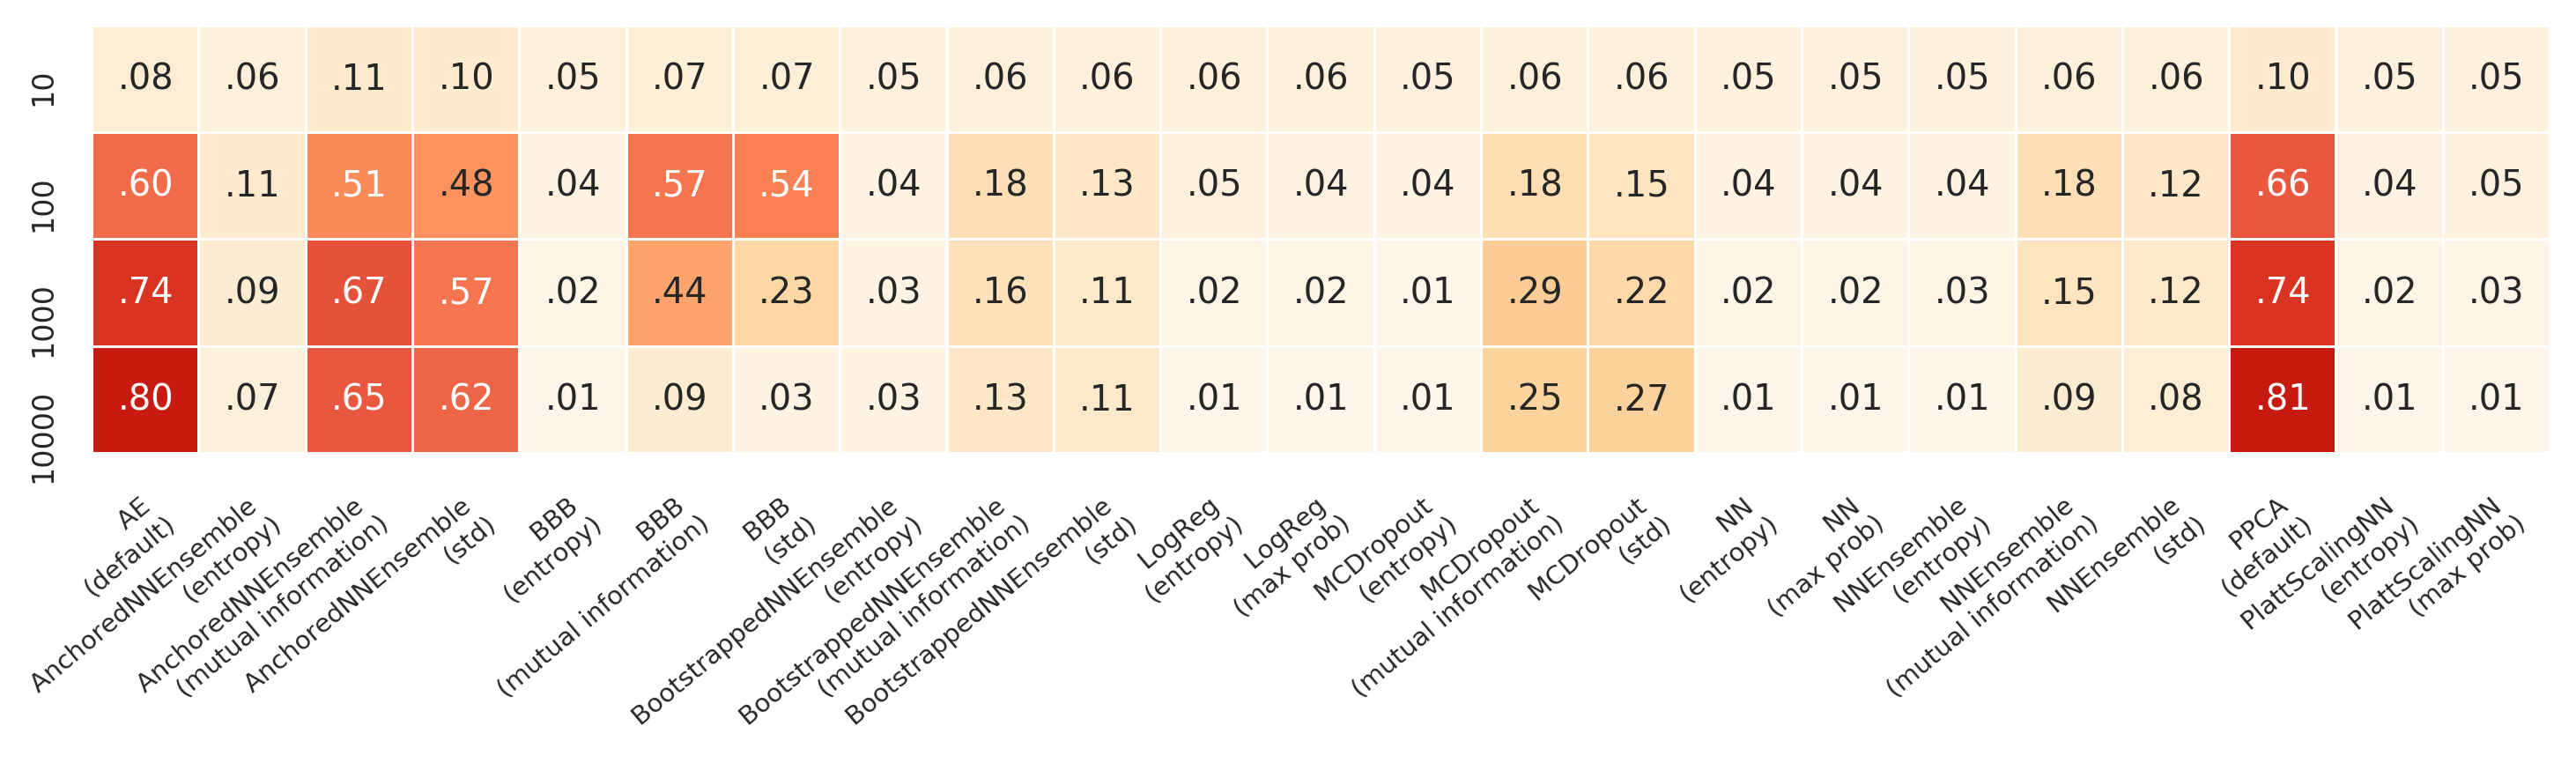 10 .08 .06 .11 .10 .05 .07 .07 .05 .06 .06 .06 .06 .05 .06 .06 .05 .05 .05 .06 .06 .10 .05 .05
100 .60 .11 .51 .48 .04 .57 .54 .04 .18 .13 .05 .04 .04 .18 .15 .04 .04 .04 .18 .12 .66 .04 .05
1000 .74 .09 .67 .57 .02 .44 .23 .03 .16 .11 .02 .02 .01 .29 .22 .02 .02 .03 .15 .12 .74 .02 .03
10000 .80 .07 .65 .62 .01 .09 .03 .03 .13 .11 .01 .01 .01 .25 .27 .01 .01 .01 .09 .08 .81 .01 .01
AE
(default)
AnchoredNNEnsemble
(entropy)
AnchoredNNEnsemble
(mutual information)
AnchoredNNEnsemble
(std)
BBB
(entropy)
BBB
(mutual information)
BBB
(std)
BootstrappedNNEnsemble
(entropy)
BootstrappedNNEnsemble
(mutual information)
BootstrappedNNEnsemble
(std)
LogReg
(entropy)
LogReg
(max prob)
MCDropout
(entropy)
MCDropout
(mutual information)
MCDropout
(std)
NN
(entropy)
NN
(max prob)
NNEnsemble
(entropy)
NNEnsemble
(mutual information)
NNEnsemble
(std)
PPCA
(default)
PlattScalingNN
(entropy)
PlattScalingNN
(max prob)